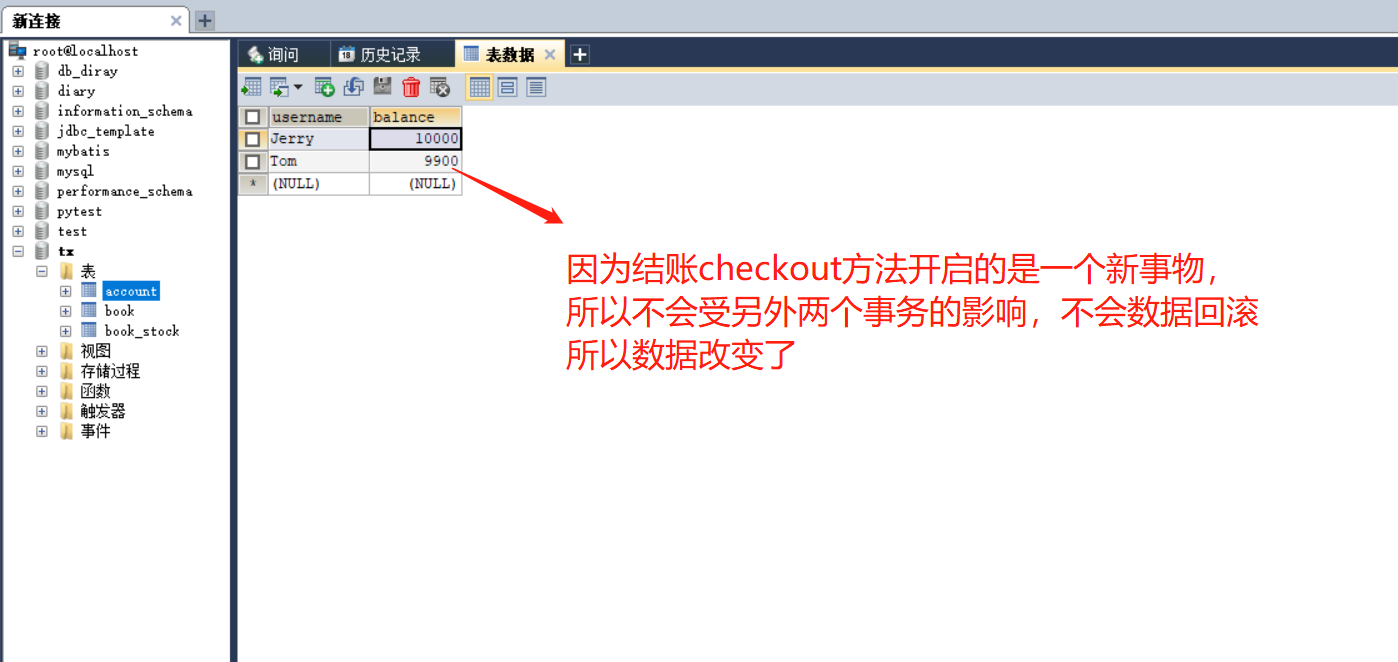 新连接
root@localhost
db_diray
diary
information_schema
jdbc_template
mybatis
mysql
performance_schema
pytest
test
tx
表
account
book
book_stock
视图
存储过程
函数
触发器
事件
询问
18 历史记录
表数据
username balance
Jerry 10000
Tom 9900
* (NULL) (NULL)
因为结账checkout方法开启的是一个新事物，
所以不会受另外两个事务的影响，不会数据回滚
所以数据改变了